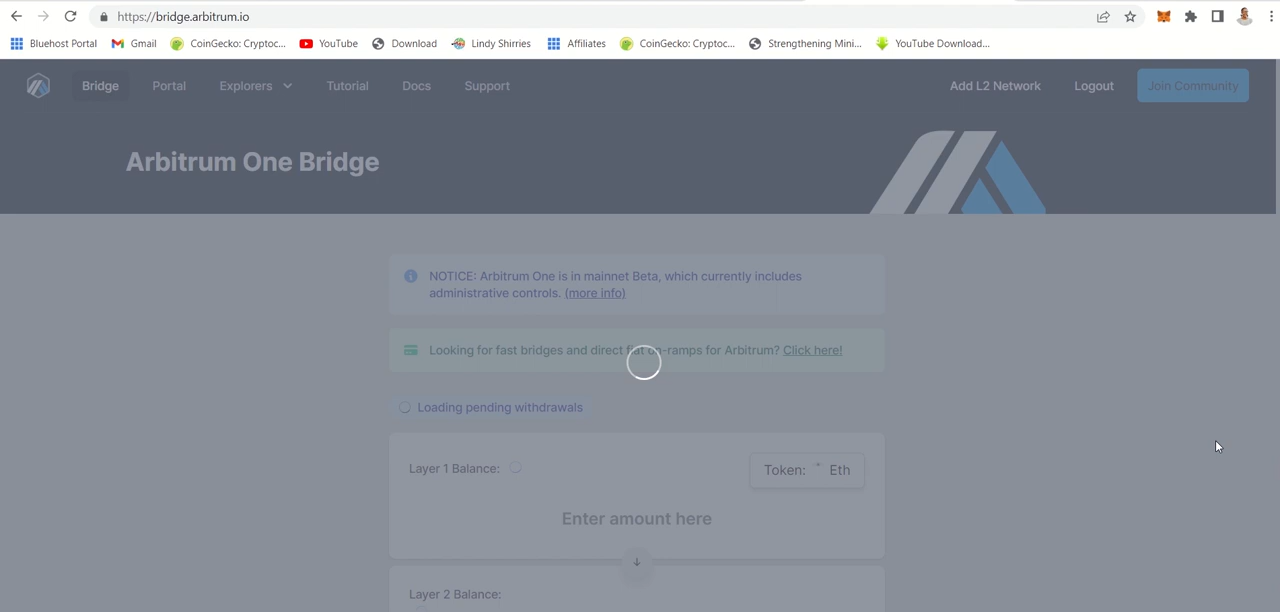 https://bridge.arbitrum.io
Bluehost Portal
Gmail
CoinGecko: Cryptoc...
YouTube
Download
Lindy Shirries
Affiliates
CoinGecko: Cryptoc...
Strengthening Mini...
YouTube Download...
Bridge
Portal
Explorers
Tutorial
Docs
Support
Add L2 Network
Logout
Join Community
Arbitrum One Bridge
NOTICE: Arbitrum One is in mainnet Beta, which currently includes
administrative controls. (more info)
Looking for fast bridges and direct fiat on-ramps for Arbitrum? Click here!
Loading pending withdrawals
Layer 1 Balance:
Token: Eth
Enter amount here
Layer 2 Balance: